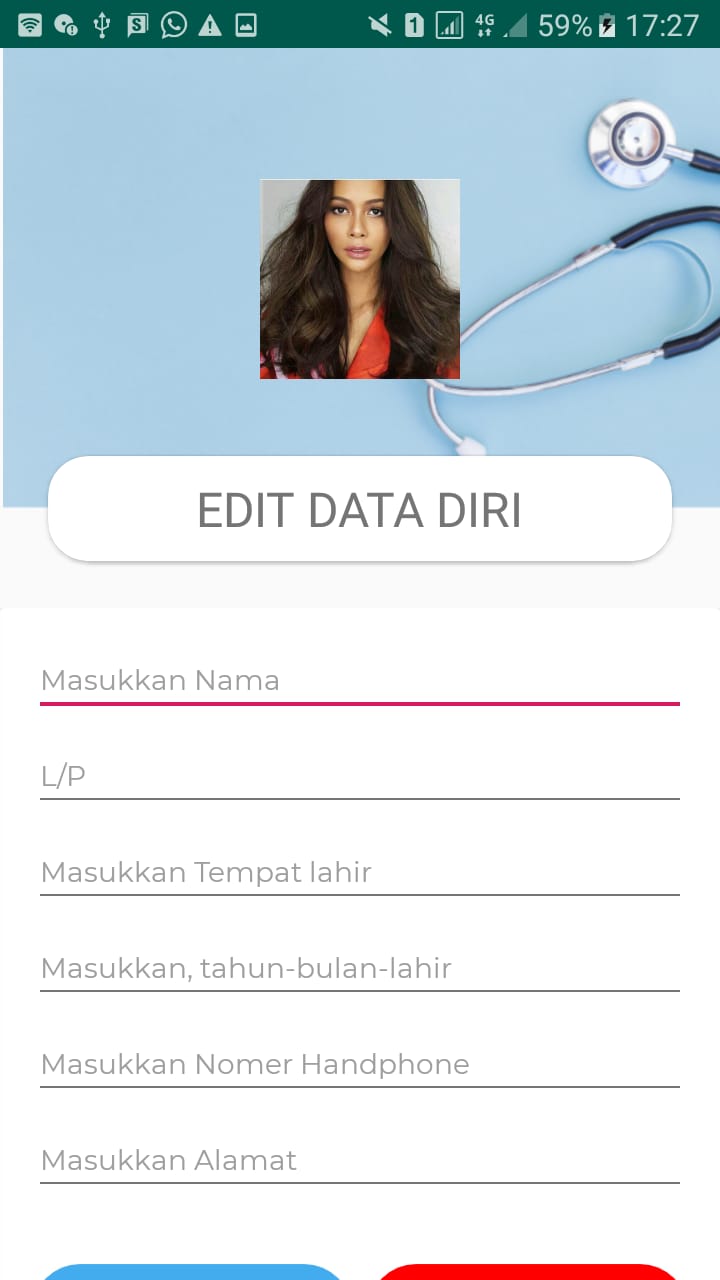 1 4G 59% 17:27
EDIT DATA DIRI
Masukkan Nama
L/P
Masukkan Tempat lahir
Masukkan, tahun-bulan-lahir
Masukkan Nomer Handphone
Masukkan Alamat